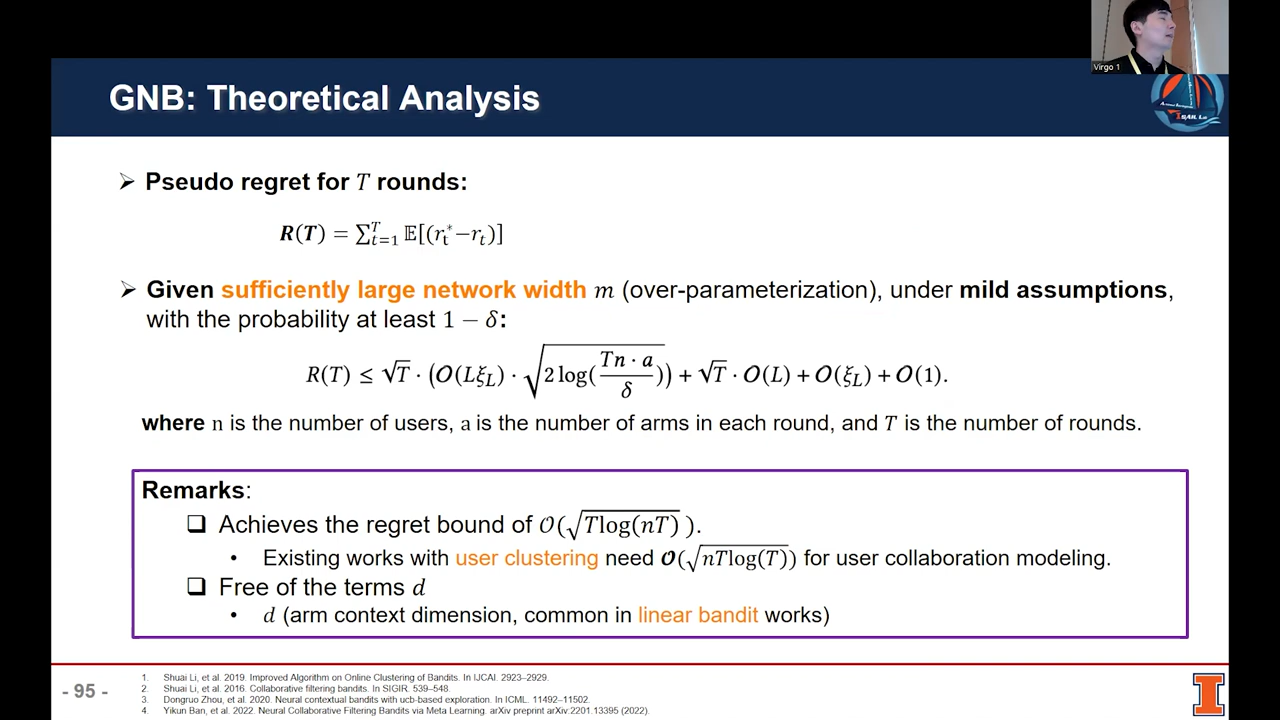 Virgo 1
GNB: Theoretical Analysis
TSAIL Lab
➢ Pseudo regret for T rounds:
R(T) = ∑_{t=1}^{T} 𝔼[(r_t^* − r_t)]
➢ Given sufficiently large network width m (over-parameterization), under mild assumptions,
with the probability at least 1 − δ:
R(T) ≤ √T · (O(Lξ_L) · √(2 log(Tn·a/δ))) + √T · O(L) + O(ξ_L) + O(1).
where n is the number of users, a is the number of arms in each round, and T is the number of rounds.
Remarks:
❑ Achieves the regret bound of O(√(Tlog(nT))).
• Existing works with user clustering need O(√(nTlog(T))) for user collaboration modeling.
❑ Free of the terms d
• d (arm context dimension, common in linear bandit works)
- 95 -
1. Shuai Li, et al. 2019. Improved Algorithm on Online Clustering of Bandits. In IJCAI. 2923–2929.
2. Shuai Li, et al. 2016. Collaborative filtering bandits. In SIGIR. 539–548.
3. Dongruo Zhou, et al. 2020. Neural contextual bandits with ucb-based exploration. In ICML. 11492–11502.
4. Yikun Ban, et al. 2022. Neural Collaborative Filtering Bandits via Meta Learning. arXiv preprint arXiv:2201.13395 (2022).